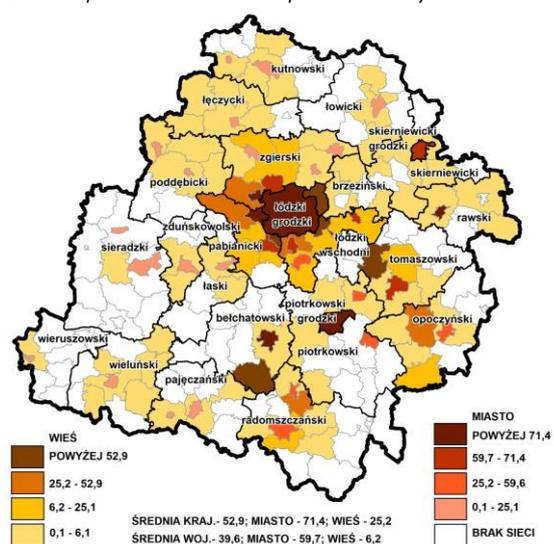 kutnowski
łęczycki
łowicki
skierniewicki
grodzki
zgierski
skierniewicki
brzeziński
poddębicki
łódzki
grodzki
rawski
zduńskowolski
łódzki
wschodni
pabianicki
sieradzki
tomaszowski
łaski
piotrkowski
grodzki
bełchatowski
opoczyński
wieruszowski
piotrkowski
wieluński
pajęczański
radomszczański
WIEŚ
POWYŻEJ 52,9
25,2 - 52,9
6,2 - 25,1
0,1 - 6,1
MIASTO
POWYŻEJ 71,4
59,7 - 71,4
25,2 - 59,6
0,1 - 25,1
BRAK SIECI
ŚREDNIA KRAJ.- 52,9; MIASTO - 71,4; WIEŚ - 25,2
ŚREDNIA WOJ.- 39,6; MIASTO - 59,7; WIEŚ - 6,2